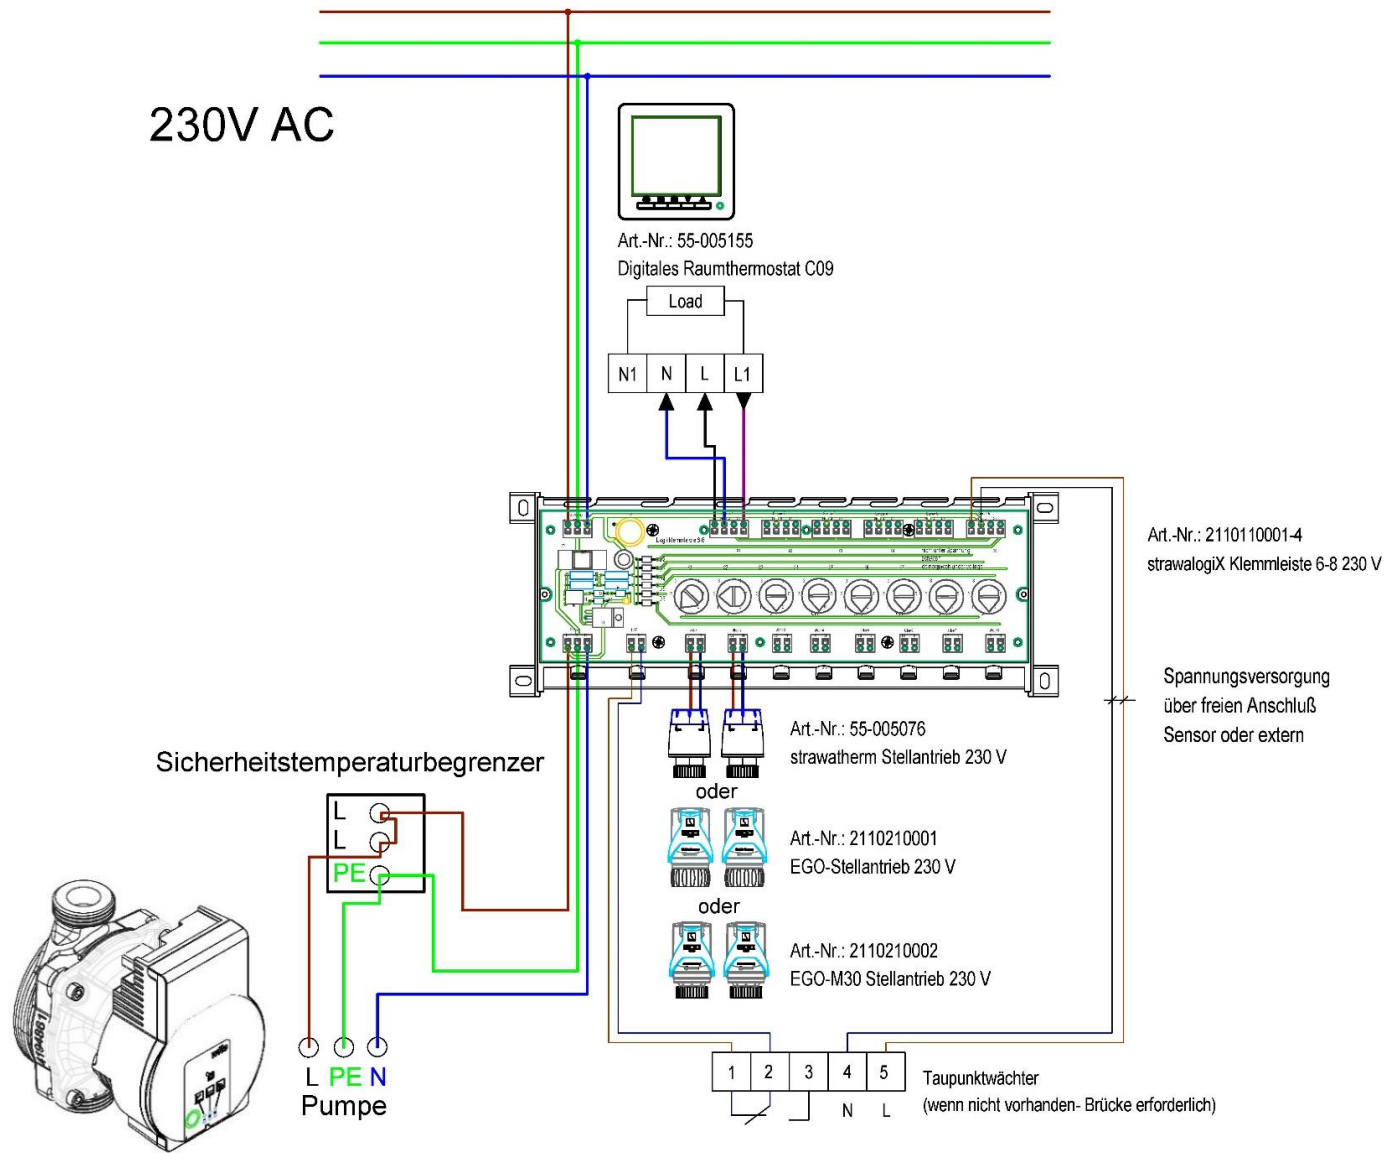 230V AC
Art.-Nr.: 55-005155
Digitales Raumthermostat C09
Load
N1 N L L1
Art.-Nr.: 2110110001-4
strawalogiX Klemmleiste 6-8 230 V
Spannungsversorgung
über freien Anschluß
Sensor oder extern
Art.-Nr.: 55-005076
strawatherm Stellantrieb 230 V
oder
Sicherheitstemperaturbegrenzer
L
L
PE
Art.-Nr.: 2110210001
EGO-Stellantrieb 230 V
oder
Art.-Nr.: 2110210002
EGO-M30 Stellantrieb 230 V
L PE N
Pumpe
1 2 3 4 5
N L
Taupunktwächter
(wenn nicht vorhanden- Brücke erforderlich)